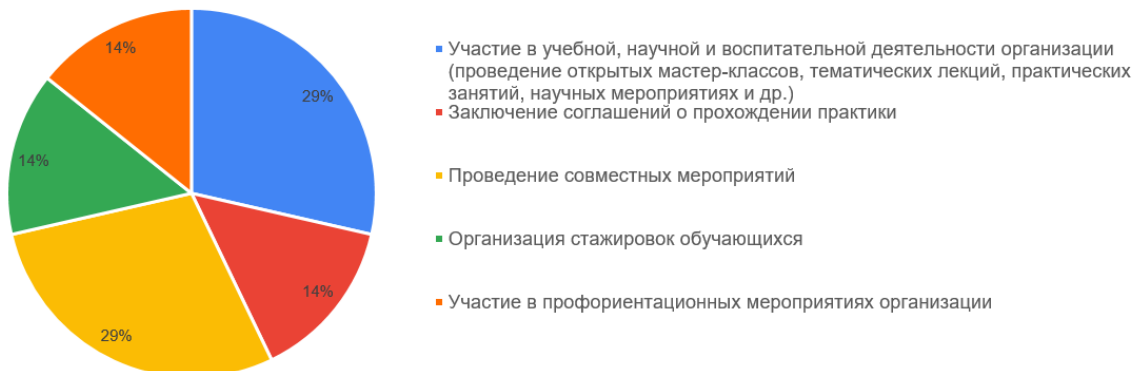 14%
29%
14%
14%
29%
Участие в учебной, научной и воспитательной деятельности организации
(проведение открытых мастер-классов, тематических лекций, практических
занятий, научных мероприятиях и др.)
Заключение соглашений о прохождении практики
Проведение совместных мероприятий
Организация стажировок обучающихся
Участие в профориентационных мероприятиях организации